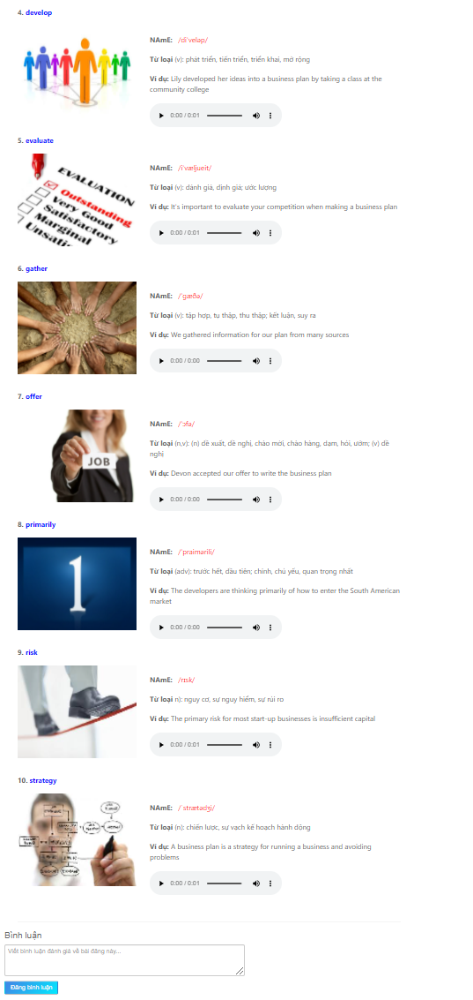 4. develop
NAmE: /di'veləp/
Từ loại (v): phát triển, tiến triển, triển khai, mở rộng
Ví dụ: Lily developed her ideas into a business plan by taking a class at the
community college
0:00 / 0:01
5. evaluate
EVALUATION
Outstanding
Very Good
Satisfactory
Marginal
Unsatis
NAmE: /i'væljueit/
Từ loại (v): đánh giá, định giá; ước lượng
Ví dụ: It's important to evaluate your competition when making a business plan
0:00 / 0:01
6. gather
NAmE: /'gæðə/
Từ loại (v): tập hợp, tụ thập, thu thập; kết luận, suy ra
Ví dụ: We gathered information for our plan from many sources
0:00 / 0:00
7. offer
JOB
NAmE: /'ɔfə/
Từ loại (n,v): (n) đề xuất, đề nghị, chào mời, chào hàng, dạm, hỏi, ướm; (v) đề
nghị
Ví dụ: Devon accepted our offer to write the business plan
0:00 / 0:00
8. primarily
1
NAmE: /'praimərili/
Từ loại (adv): trước hết, đầu tiên; chính, chủ yếu, quan trọng nhất
Ví dụ: The developers are thinking primarily of how to enter the South American
market
0:00 / 0:00
9. risk
NAmE: /rɪsk/
Từ loại n): nguy cơ, sự nguy hiểm, sự rủi ro
Ví dụ: The primary risk for most start-up businesses is insufficient capital
0:00 / 0:01
10. strategy
NAmE: /ˈstrætədʒi/
Từ loại (n): chiến lược, sự vạch kế hoạch hành động
Ví dụ: A business plan is a strategy for running a business and avoiding
problems
0:00 / 0:01
Bình luận
Viết bình luận đánh giá về bài đăng này...
Đăng bình luận